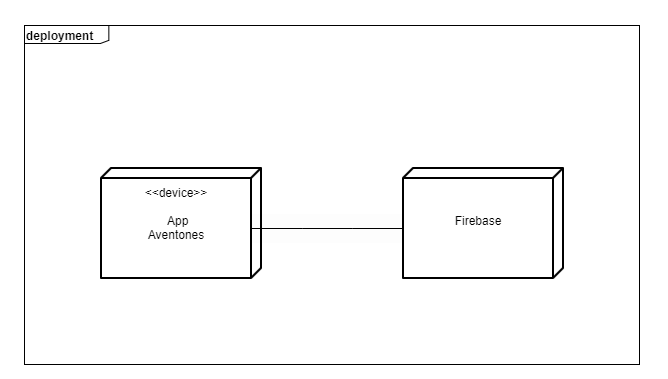 deployment
<<device>>
App
Aventones
Firebase